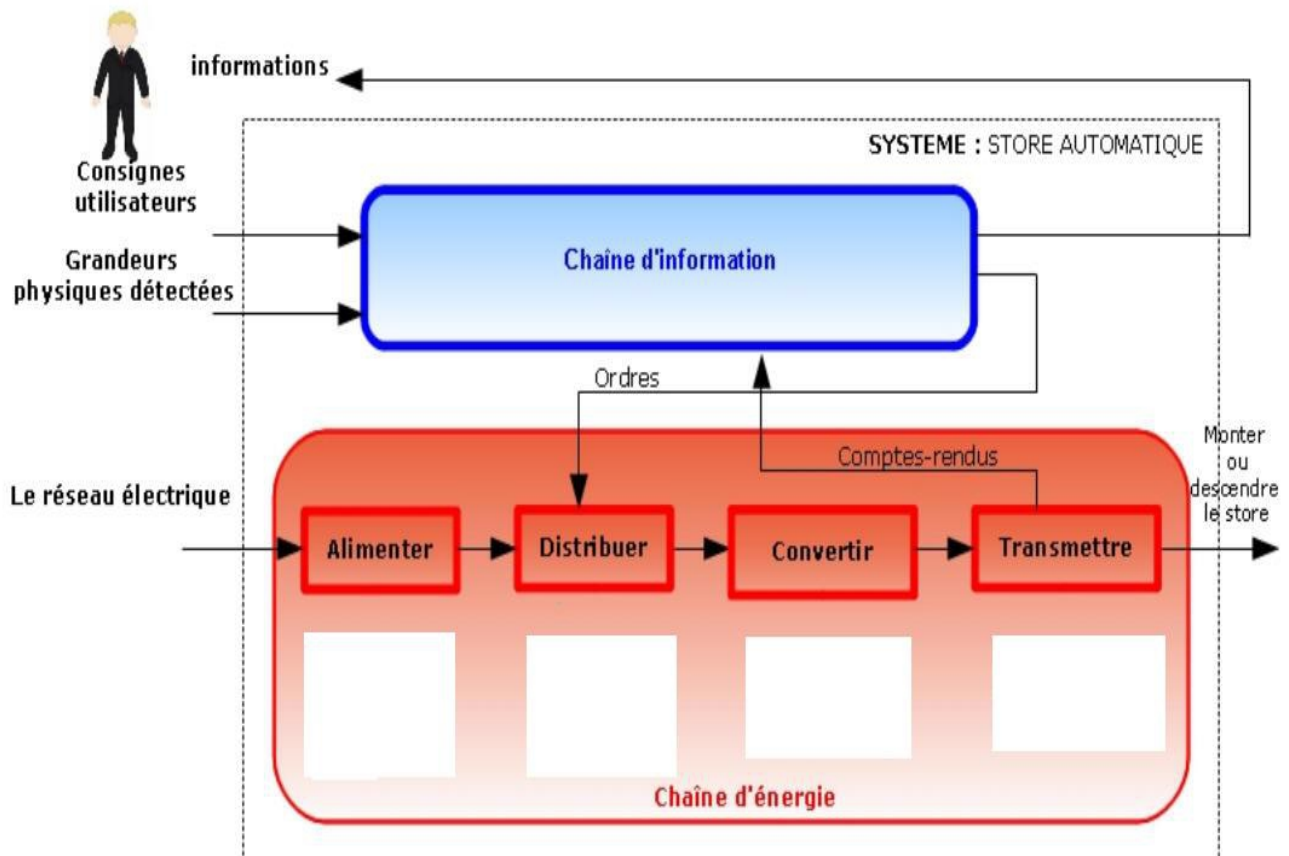 informations
SYSTEME : STORE AUTOMATIQUE
Consignes
utilisateurs
Grandeurs
physiques détectées
Chaîne d'information
Ordres
Comptes-rendus
Monter
ou
descendre
le store
Le réseau électrique
Alimenter
Distribuer
Convertir
Transmettre
Chaîne d'énergie